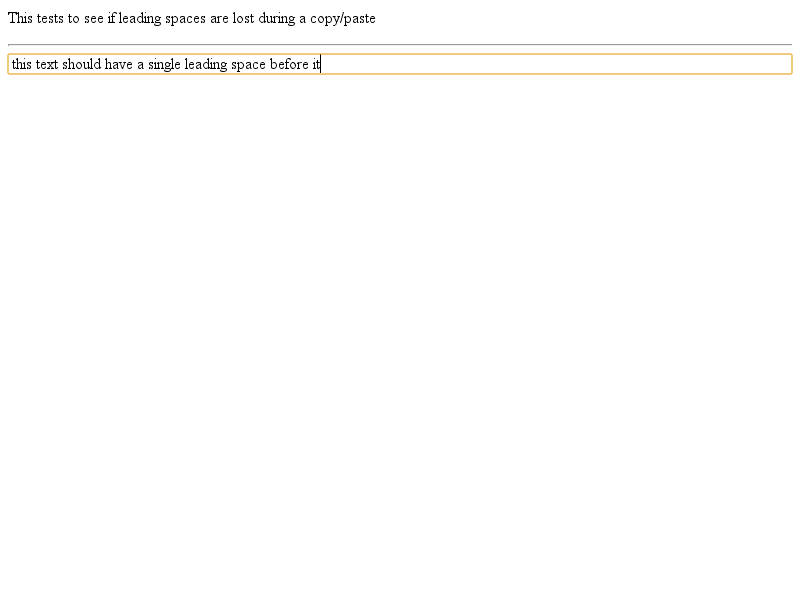 This tests to see if leading spaces are lost during a copy/paste
 this text should have a single leading space before it